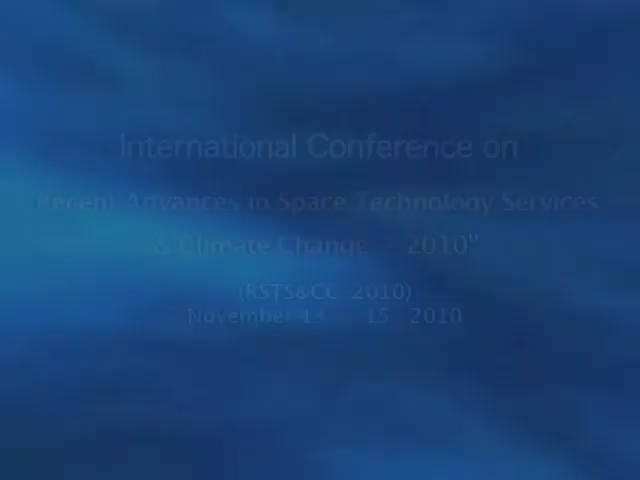 International Conference on
Recent Advances in Space Technology Services
& Climate Change 2010"
(RSTS&CC 2010)
November 13 15 2010